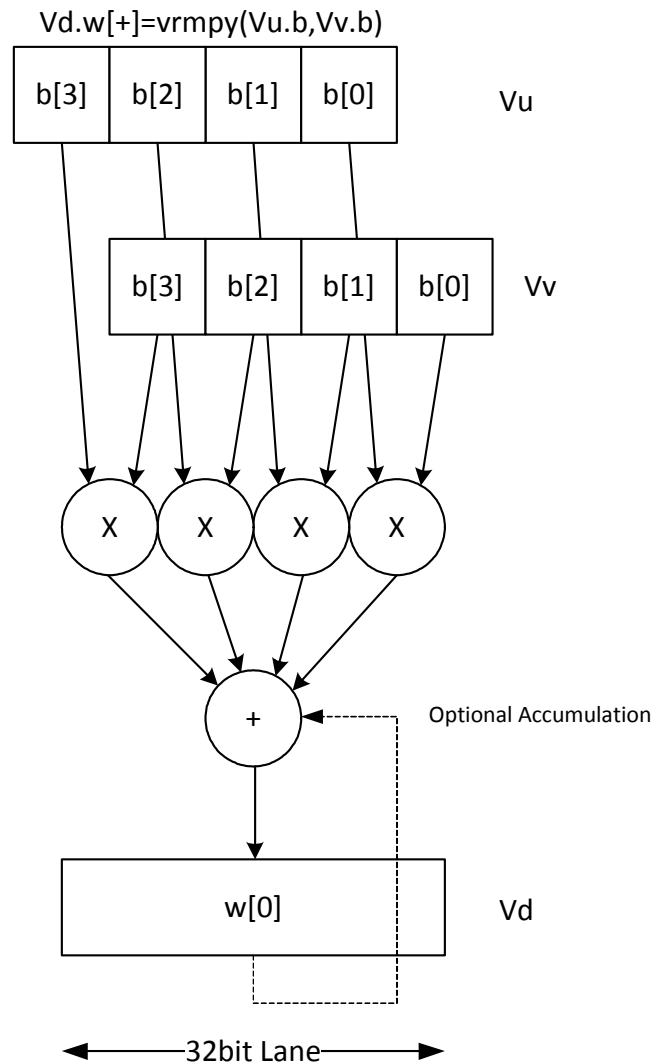 Vd.w[+]=vrmpy(Vu.b,Vv.b)
b[3] b[2] b[1] b[0] Vu
b[3] b[2] b[1] b[0] Vv
X X X X
+ Optional Accumulation
w[0] Vd
32bit Lane